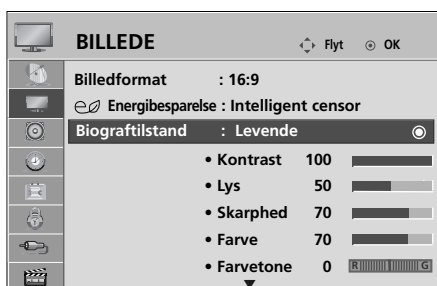 BILLEDE Flyt OK
Billedformat : 16:9
Energibesparelse : Intelligent censor
Biograftilstand : Levende
• Kontrast 100
• Lys 50
• Skarphed 70
• Farve 70
• Farvetone 0 R G